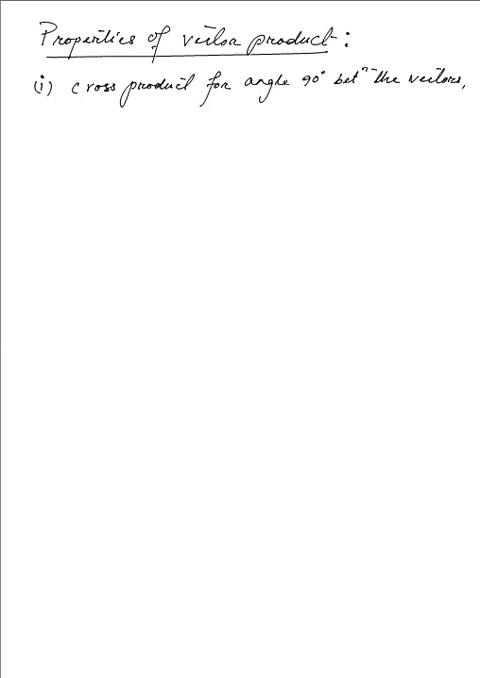 Properties of vector product:
(i) cross product for angle 90° betⁿ the vectors,